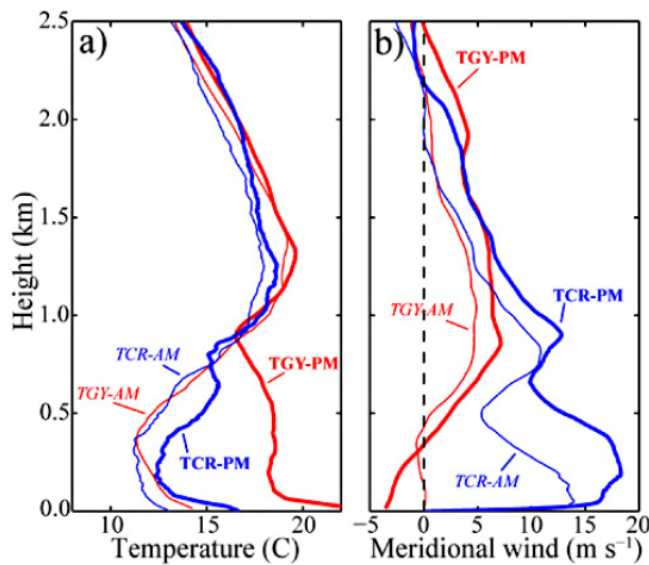 a)
b)
2.5
2.0
1.5
1.0
0.5
0.0
Height (km)
TCR-AM
TGY-AM
TGY-PM
TCR-PM
10 15 20
Temperature (C)
TGY-PM
TCR-PM
TGY-AM
TCR-AM
−5 0 5 10 15 20
Meridional wind (m s⁻¹)